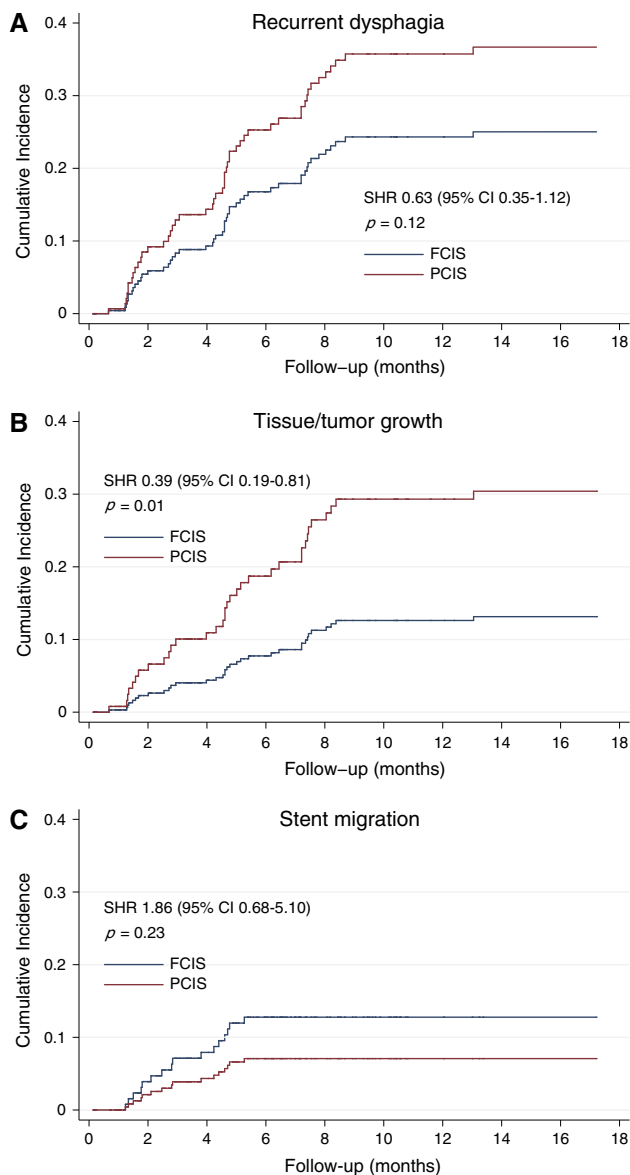 A
Recurrent dysphagia
0.4
0.3
0.2
0.1
0
Cumulative Incidence
SHR 0.63 (95% CI 0.35-1.12)
p = 0.12
FCIS
PCIS
0 2 4 6 8 10 12 14 16 18
Follow–up (months)
B
Tissue/tumor growth
0.4
0.3
0.2
0.1
0
Cumulative Incidence
SHR 0.39 (95% CI 0.19-0.81)
p = 0.01
FCIS
PCIS
0 2 4 6 8 10 12 14 16 18
Follow–up (months)
C
Stent migration
0.4
0.3
0.2
0.1
0
Cumulative Incidence
SHR 1.86 (95% CI 0.68-5.10)
p = 0.23
FCIS
PCIS
0 2 4 6 8 10 12 14 16 18
Follow-up (months)